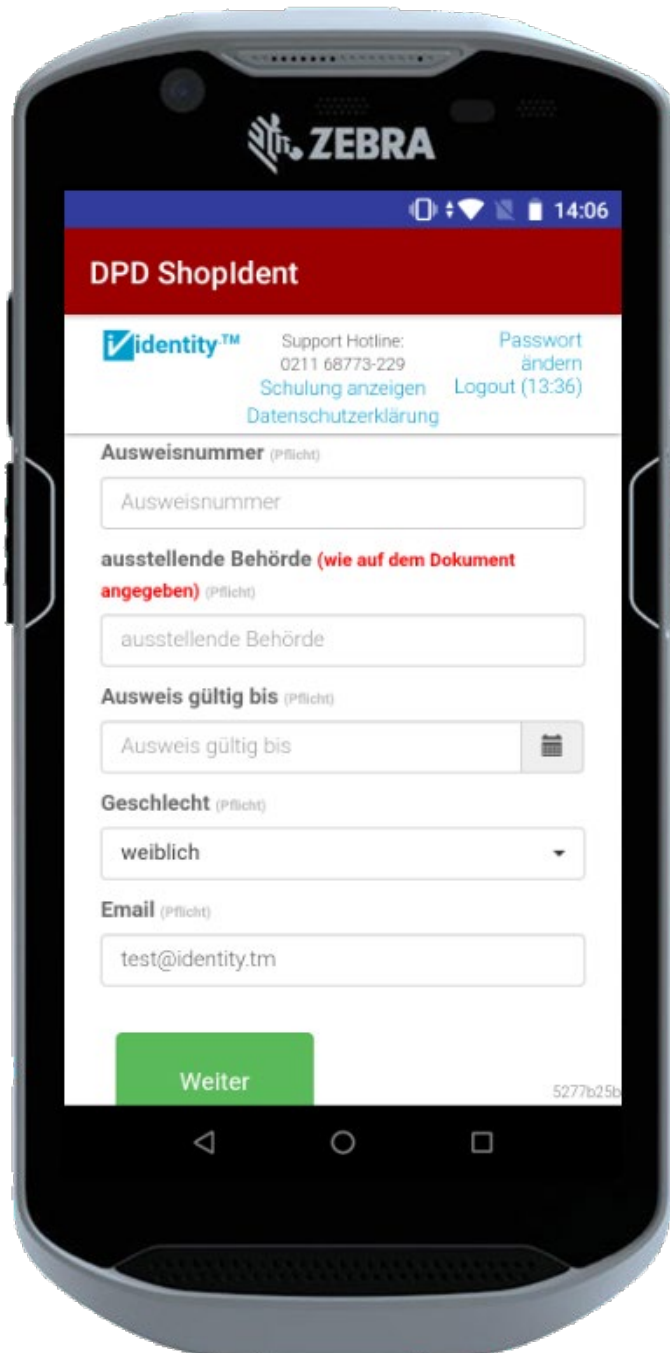 ZEBRA
14:06
DPD ShopIdent
identity.™
Support Hotline:
0211 68773-229
Schulung anzeigen
Datenschutzerklärung
Passwort
ändern
Logout (13:36)
Ausweisnummer (Pflicht)
Ausweisnummer
ausstellende Behörde (wie auf dem Dokument
angegeben) (Pflicht)
ausstellende Behörde
Ausweis gültig bis (Pflicht)
Ausweis gültig bis
Geschlecht (Pflicht)
weiblich
Email (Pflicht)
test@identity.tm
Weiter
5277b25b